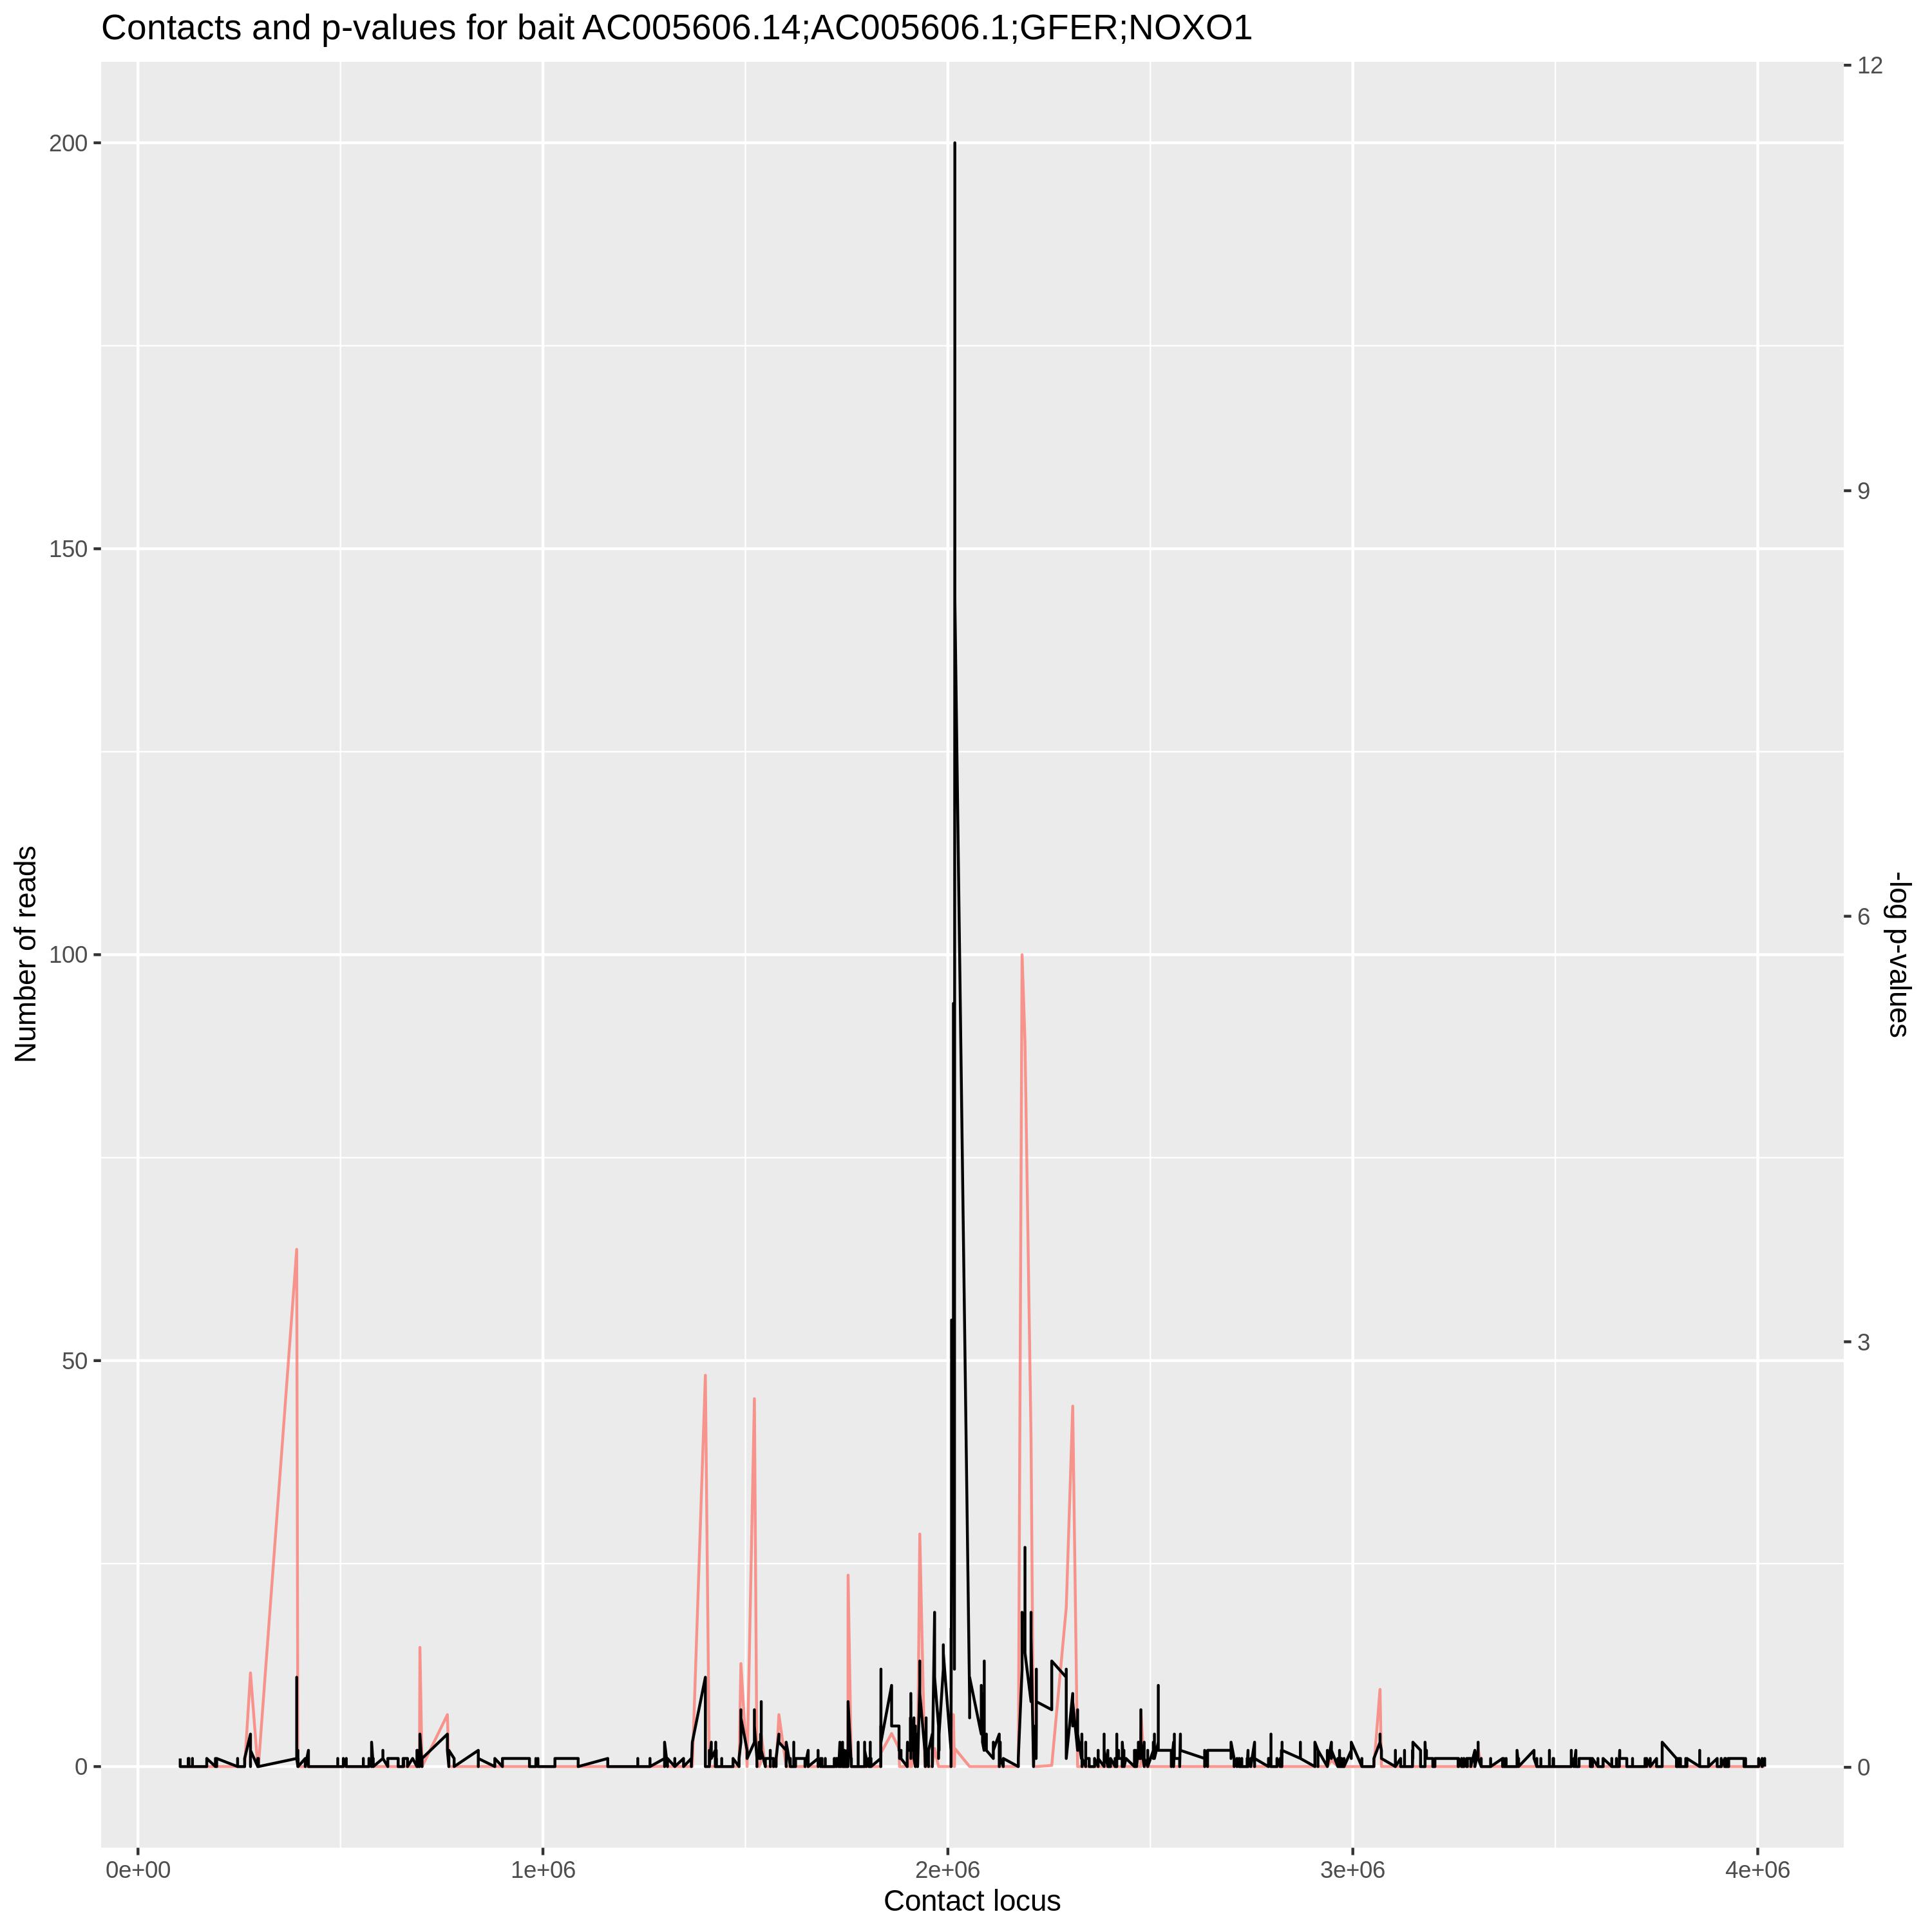 Contacts and p-values for bait AC005606.14;AC005606.1;GFER;NOXO1
Number of reads
200
150
100
50
0
12
9
6
3
0
-log p-values
0e+00
1e+06
2e+06
3e+06
4e+06
Contact locus